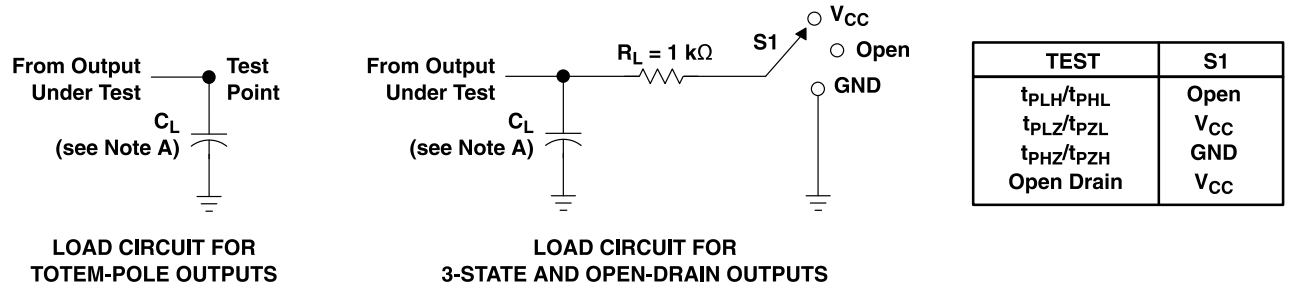 From Output
Under Test
Test
Point
C_L
(see Note A)
LOAD CIRCUIT FOR
TOTEM-POLE OUTPUTS
From Output
Under Test
R_L = 1 kΩ
S1
V_CC
Open
GND
C_L
(see Note A)
LOAD CIRCUIT FOR
3-STATE AND OPEN-DRAIN OUTPUTS
TEST S1
t_PLH/t_PHL Open
t_PLZ/t_PZL V_CC
t_PHZ/t_PZH GND
Open Drain V_CC